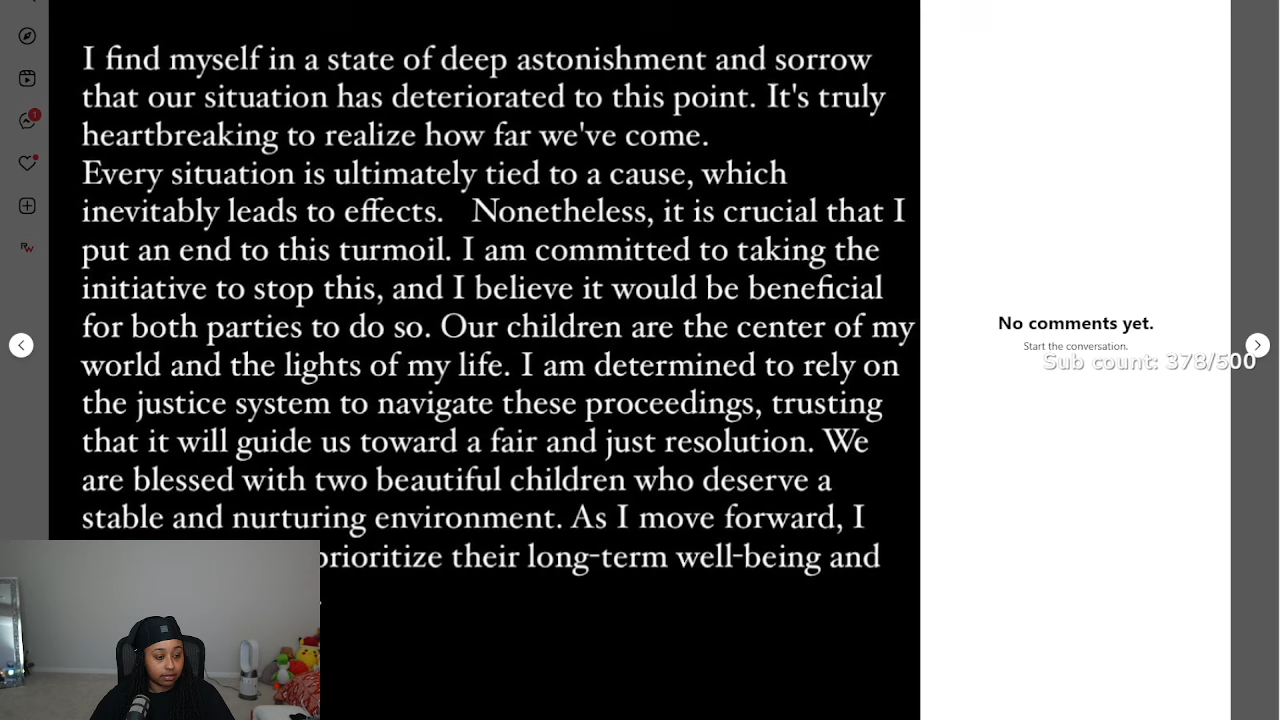 I find myself in a state of deep astonishment and sorrow
that our situation has deteriorated to this point. It's truly
heartbreaking to realize how far we've come.
Every situation is ultimately tied to a cause, which
inevitably leads to effects. Nonetheless, it is crucial that I
put an end to this turmoil. I am committed to taking the
initiative to stop this, and I believe it would be beneficial
for both parties to do so. Our children are the center of my
world and the lights of my life. I am determined to rely on
the justice system to navigate these proceedings, trusting
that it will guide us toward a fair and just resolution. We
are blessed with two beautiful children who deserve a
stable and nurturing environment. As I move forward, I
prioritize their long-term well-being and
1
RW
No comments yet.
Start the conversation.
Sub count: 378/500